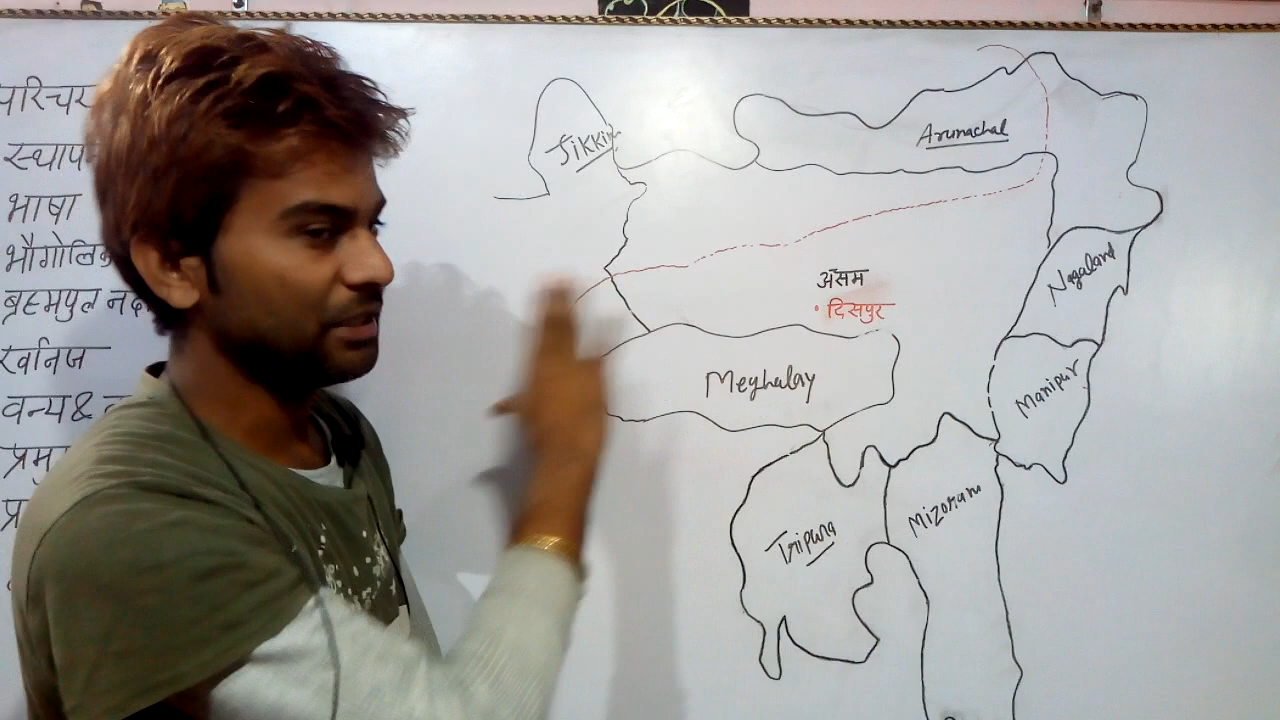 परिचय
स्थाप
भाषा
भौगोलिक
ब्रह्मपुत्र नद
खनिज
वन्य &
प्रमु
प्र
Sikkim
Arunachal
Nagaland
असम
• दिसपुर
Meghalay
Manipur
Mizoram
Tripura